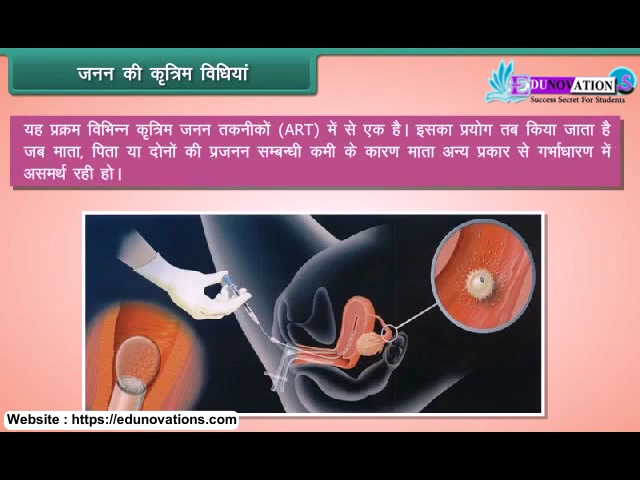 जनन की कृत्रिम विधियां
EDUNOVATIONS
Success Secret For Students
यह प्रक्रम विभिन्न कृत्रिम जनन तकनीकों (ART) में से एक है। इसका प्रयोग तब किया जाता है
जब माता, पिता या दोनों की प्रजनन सम्बन्धी कमी के कारण माता अन्य प्रकार से गर्भाधारण में
असमर्थ रही हो।
Website : https://edunovations.com